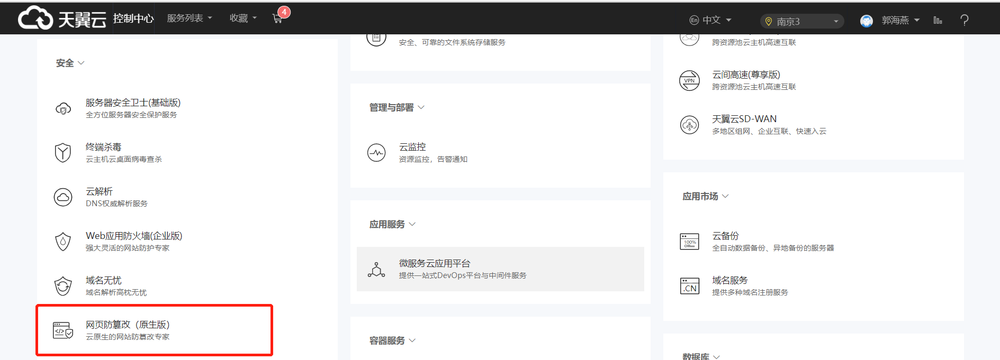 天翼云 控制中心 服务列表 收藏 4 En 中文 南京3 郭海燕 ?
安全
服务器安全卫士(基础版)
全方位服务器安全保护服务
终端杀毒
云主机云桌面病毒查杀
云解析
DNS权威解析服务
Web应用防火墙(企业版)
强大灵活的网站防护专家
域名无忧
域名解析高枕无忧
网页防篡改（原生版）
云原生的网站防篡改专家
安全、可靠的文件系统存储服务
管理与部署
云监控
资源监控，告警通知
应用服务
微服务云应用平台
提供一站式DevOps平台与中间件服务
容器服务
跨资源池云主机高速互联
VPN
云间高速(尊享版)
跨资源池云主机高速互联
天翼云SD-WAN
多地区组网、企业互联、快速入云
应用市场
100%
云备份
全自动数据备份、异地备份的服务器
.CN
域名服务
提供多种域名注册服务
数据库